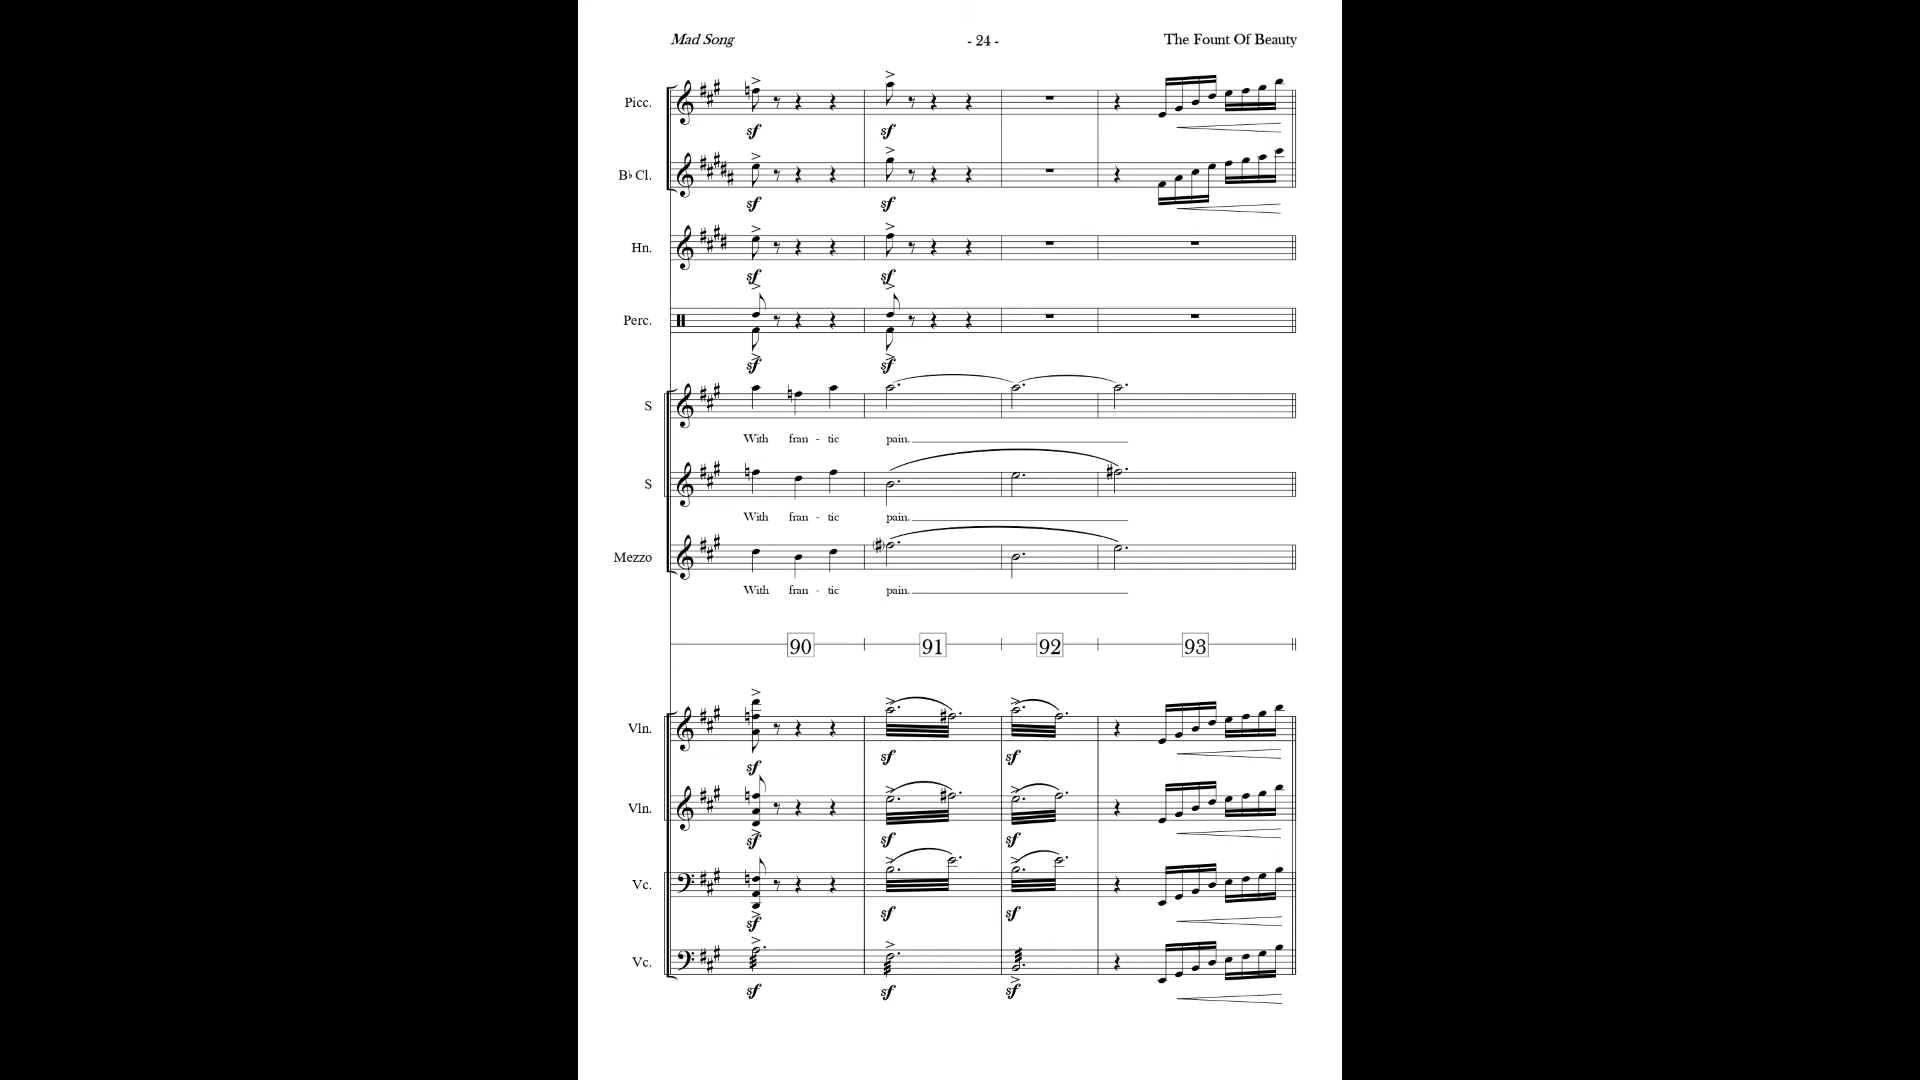 Mad Song - 24 - The Fount Of Beauty
Picc.
sf sf
B♭ Cl.
sf sf
Hn.
sf sf
Perc.
sf sf
S
With fran - tic pain.
S
With fran - tic pain.
Mezzo
With fran - tic pain.
90 91 92 93
Vln.
sf sf sf
Vln.
sf sf sf
Vc.
sf sf sf
Vc.
sf sf sf